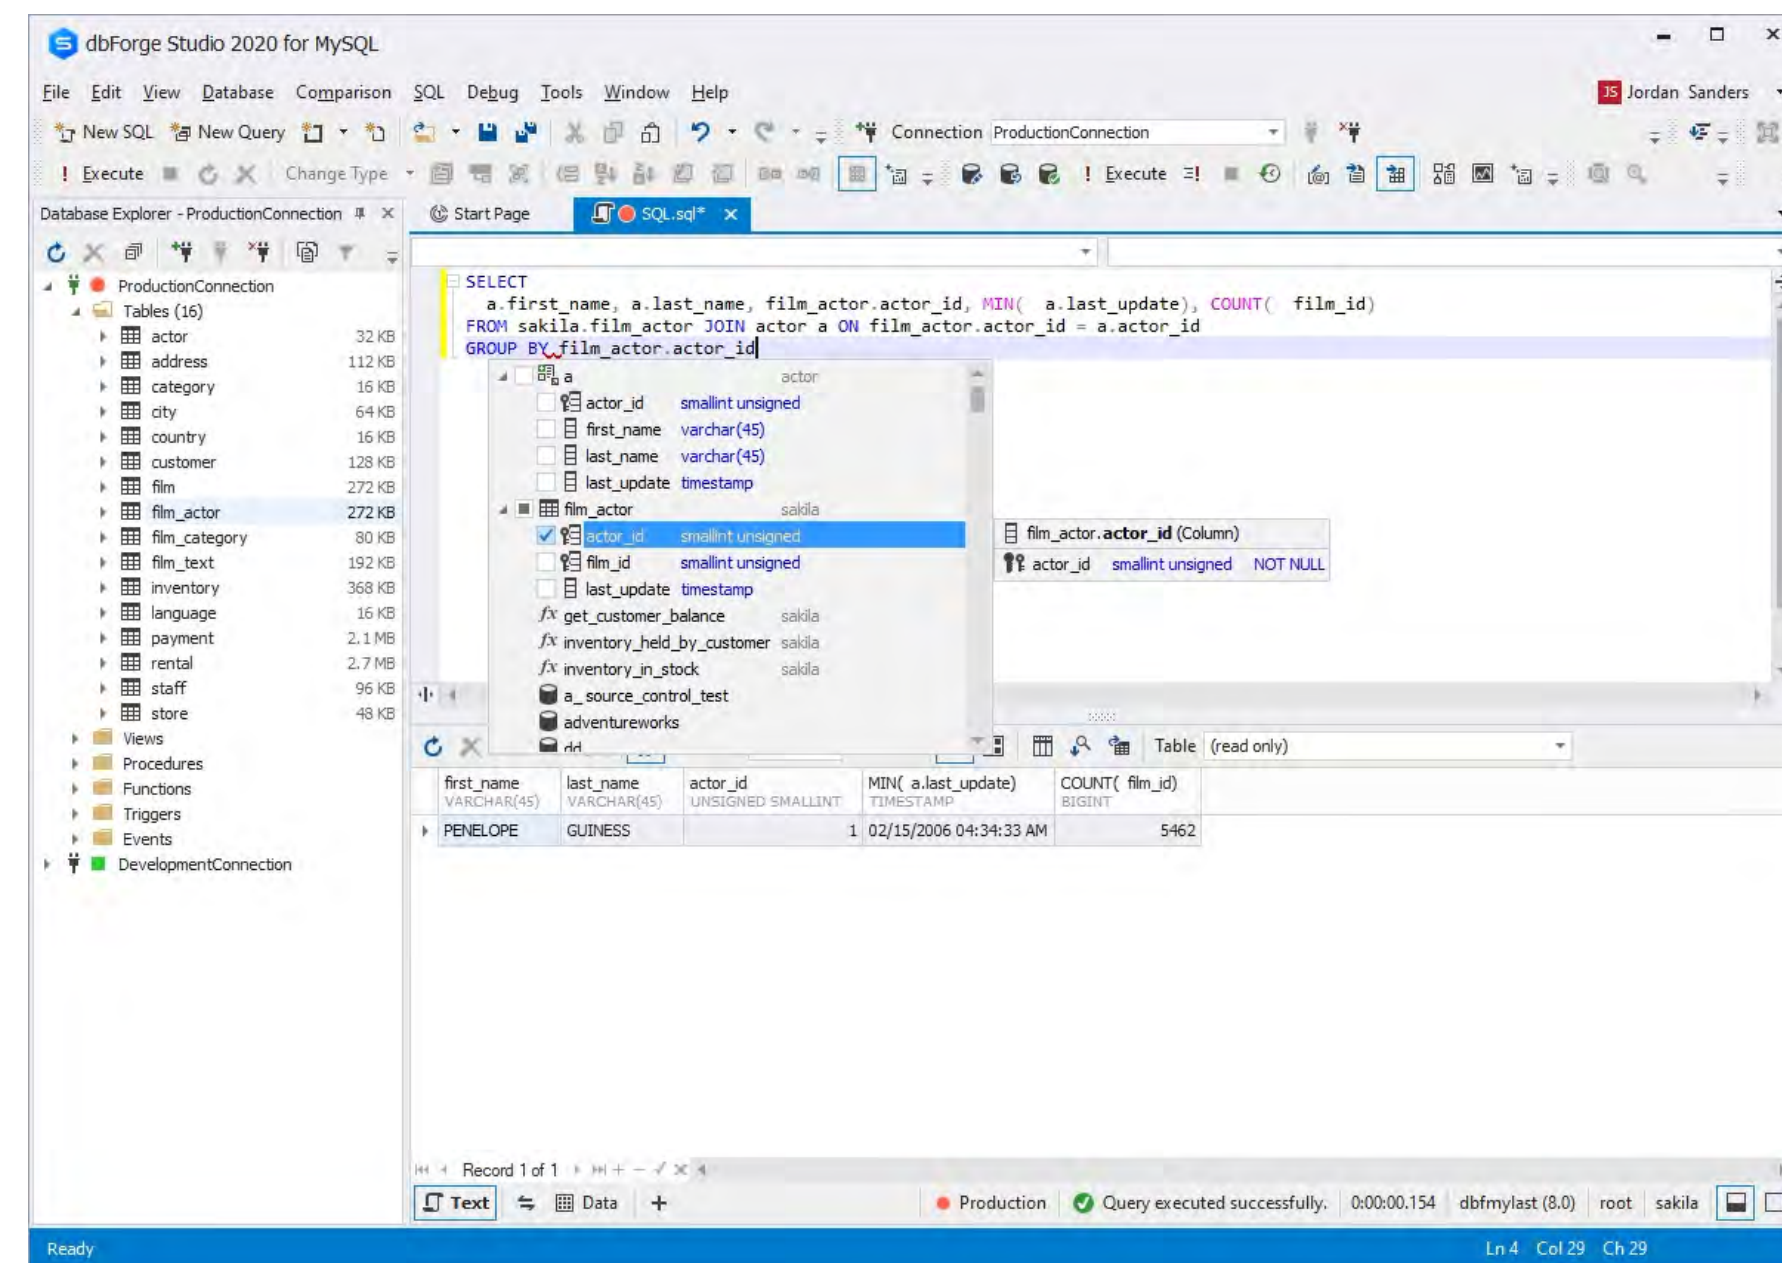 dbForge Studio 2020 for MySQL
File Edit View Database Comparison SQL Debug Tools Window Help
JS Jordan Sanders
New SQL New Query Connection ProductionConnection
! Execute Change Type ! Execute
Database Explorer - ProductionConnection
Start Page SQL.sql*
ProductionConnection
Tables (16)
actor 32 KB
address 112 KB
category 16 KB
city 64 KB
country 16 KB
customer 128 KB
film 272 KB
film_actor 272 KB
film_category 80 KB
film_text 192 KB
inventory 368 KB
language 16 KB
payment 2.1 MB
rental 2.7 MB
staff 96 KB
store 48 KB
Views
Procedures
Functions
Triggers
Events
DevelopmentConnection
SELECT
a.first_name, a.last_name, film_actor.actor_id, MIN( a.last_update), COUNT( film_id)
FROM sakila.film_actor JOIN actor a ON film_actor.actor_id = a.actor_id
GROUP BY film_actor.actor_id
a actor
actor_id smallint unsigned
first_name varchar(45)
last_name varchar(45)
last_update timestamp
film_actor sakila
actor_id smallint unsigned
film_id smallint unsigned
last_update timestamp
fx get_customer_balance sakila
fx inventory_held_by_customer sakila
fx inventory_in_stock sakila
a_source_control_test
adventureworks
dd
film_actor.actor_id (Column)
actor_id smallint unsigned NOT NULL
Table (read only)
first_name last_name actor_id MIN( a.last_update) COUNT( film_id)
VARCHAR(45) VARCHAR(45) UNSIGNED SMALLINT TIMESTAMP BIGINT
PENELOPE GUINESS 1 02/15/2006 04:34:33 AM 5462
Record 1 of 1
Text Data Production Query executed successfully. 0:00:00.154 dbfmylast (8.0) root sakila
Ready Ln 4 Col 29 Ch 29